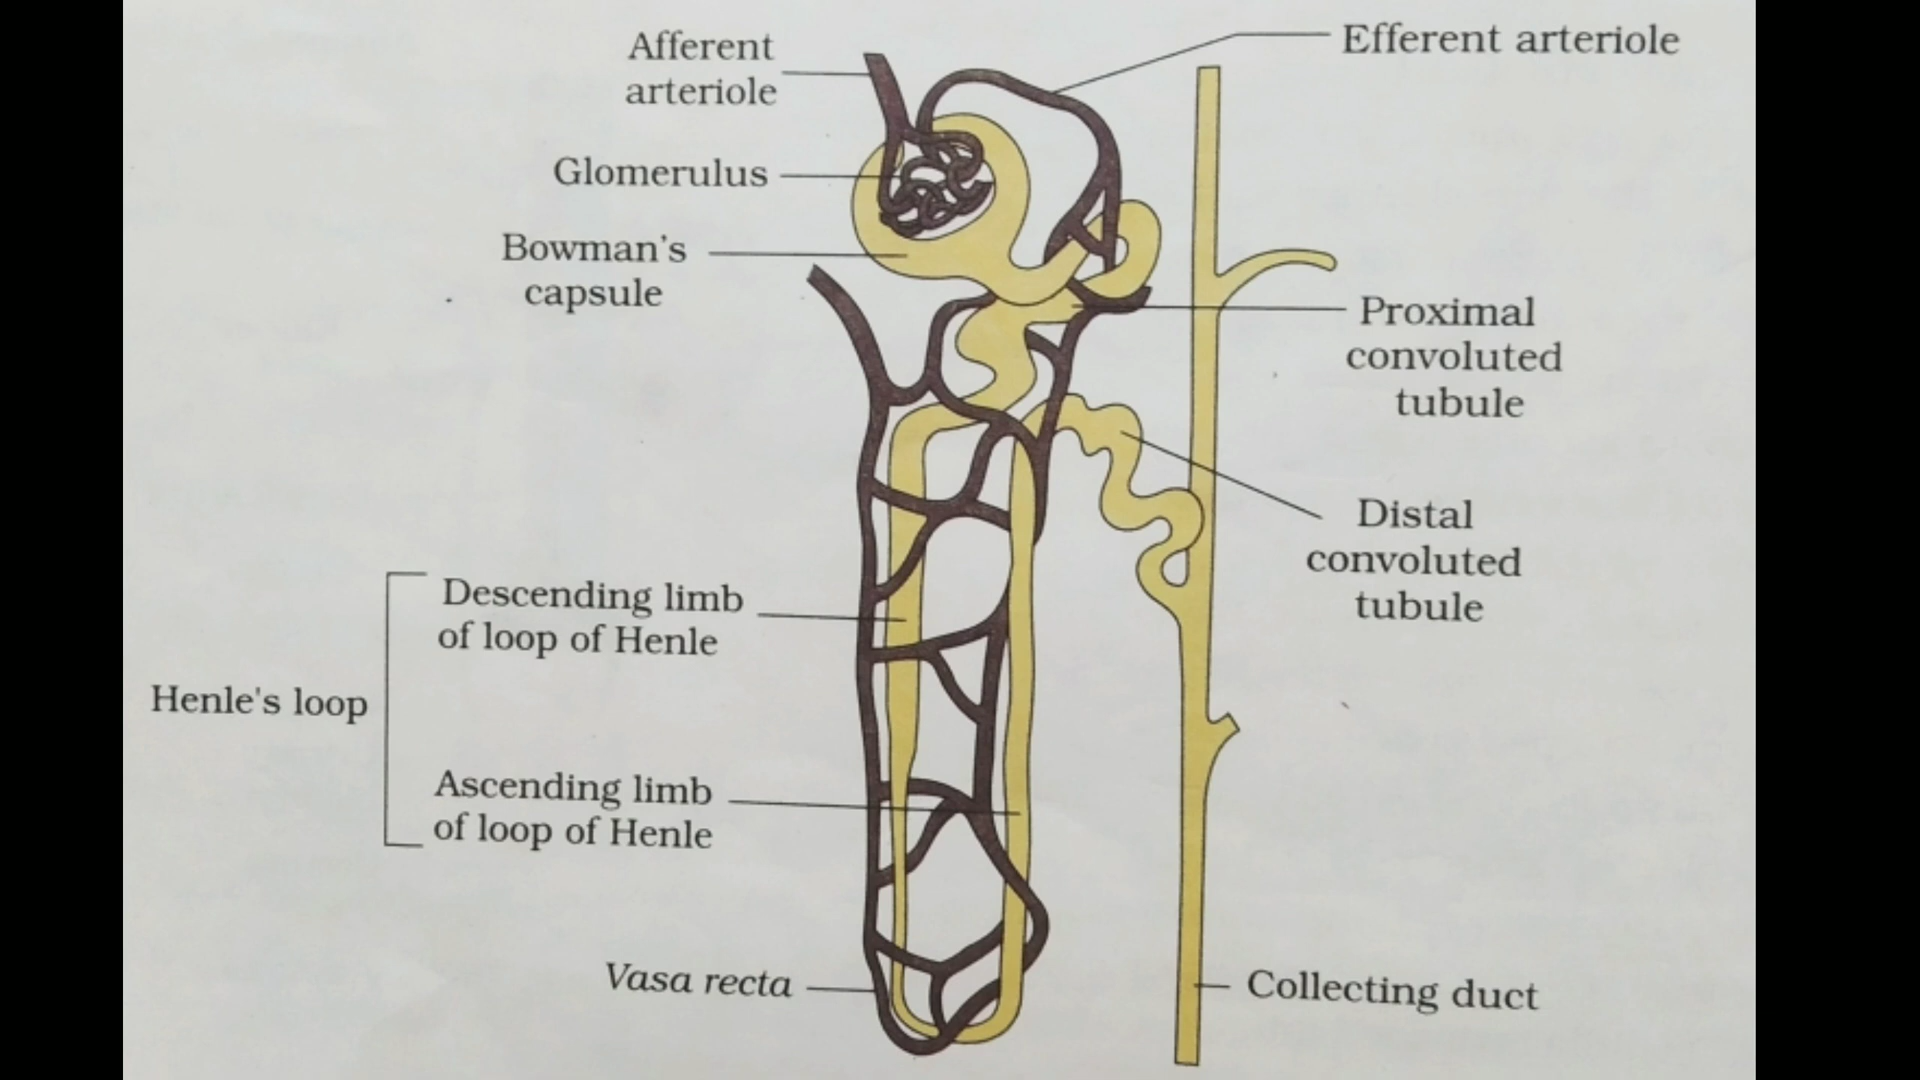 Afferent
arteriole
Efferent arteriole
Glomerulus
Bowman's
capsule
Proximal
convoluted
tubule
Distal
convoluted
tubule
Descending limb
of loop of Henle
Henle's loop
Ascending limb
of loop of Henle
Vasa recta
Collecting duct